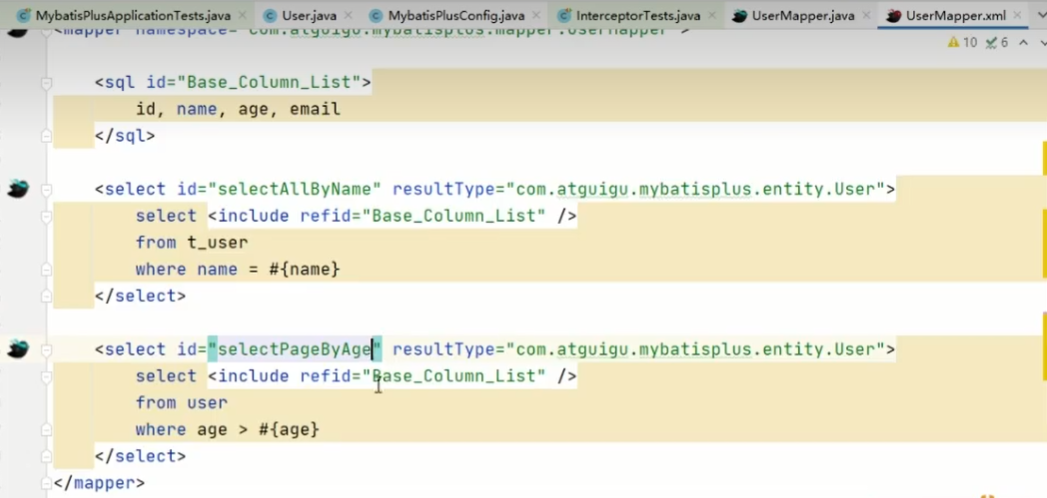 MybatisPlusApplicationTests.java
User.java
MybatisPlusConfig.java
InterceptorTests.java
UserMapper.java
UserMapper.xml
<mapper namespace="com.atguigu.mybatisplus.mapper.UserMapper">
10
6
<sql id="Base_Column_List">
id, name, age, email
</sql>
<select id="selectAllByName" resultType="com.atguigu.mybatisplus.entity.User">
select <include refid="Base_Column_List" />
from t_user
where name = #{name}
</select>
<select id="selectPageByAge" resultType="com.atguigu.mybatisplus.entity.User">
select <include refid="Base_Column_List" />
from user
where age > #{age}
</select>
</mapper>